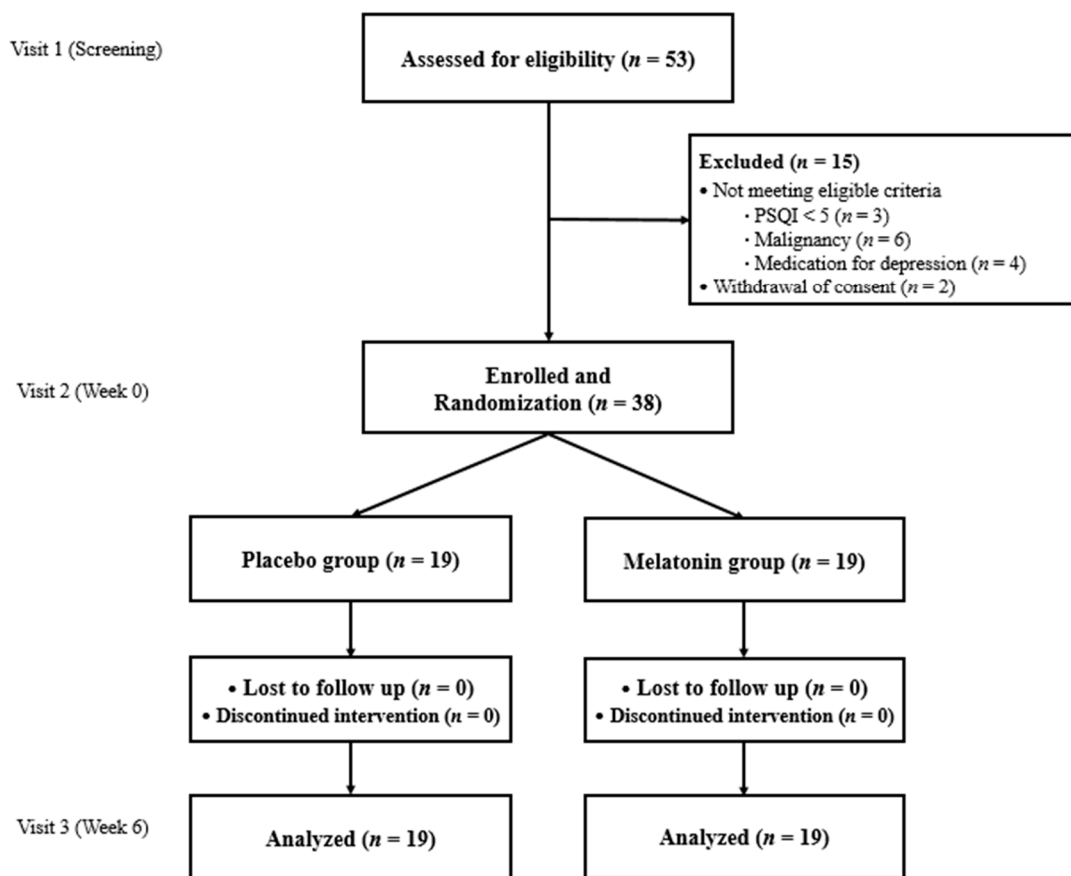 Visit 1 (Screening)
Assessed for eligibility (n = 53)
Excluded (n = 15)
• Not meeting eligible criteria
· PSQI < 5 (n = 3)
· Malignancy (n = 6)
· Medication for depression (n = 4)
• Withdrawal of consent (n = 2)
Visit 2 (Week 0)
Enrolled and
Randomization (n = 38)
Placebo group (n = 19)
Melatonin group (n = 19)
• Lost to follow up (n = 0)
• Discontinued intervention (n = 0)
• Lost to follow up (n = 0)
• Discontinued intervention (n = 0)
Visit 3 (Week 6)
Analyzed (n = 19)
Analyzed (n = 19)